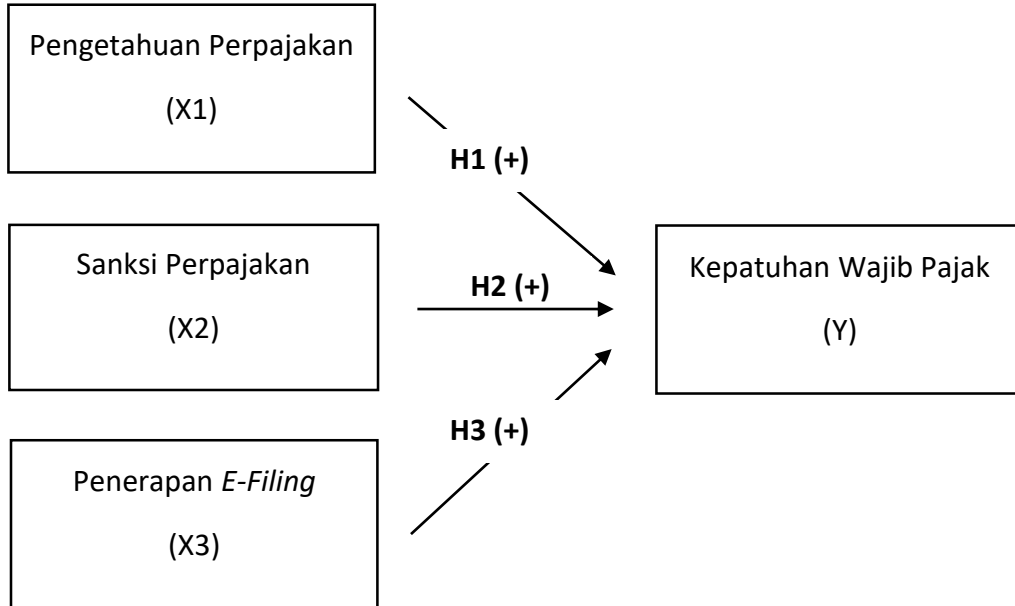 Pengetahuan Perpajakan
(X1)
H1 (+)
Sanksi Perpajakan
(X2)
H2 (+)
Kepatuhan Wajib Pajak
(Y)
H3 (+)
Penerapan E-Filing
(X3)